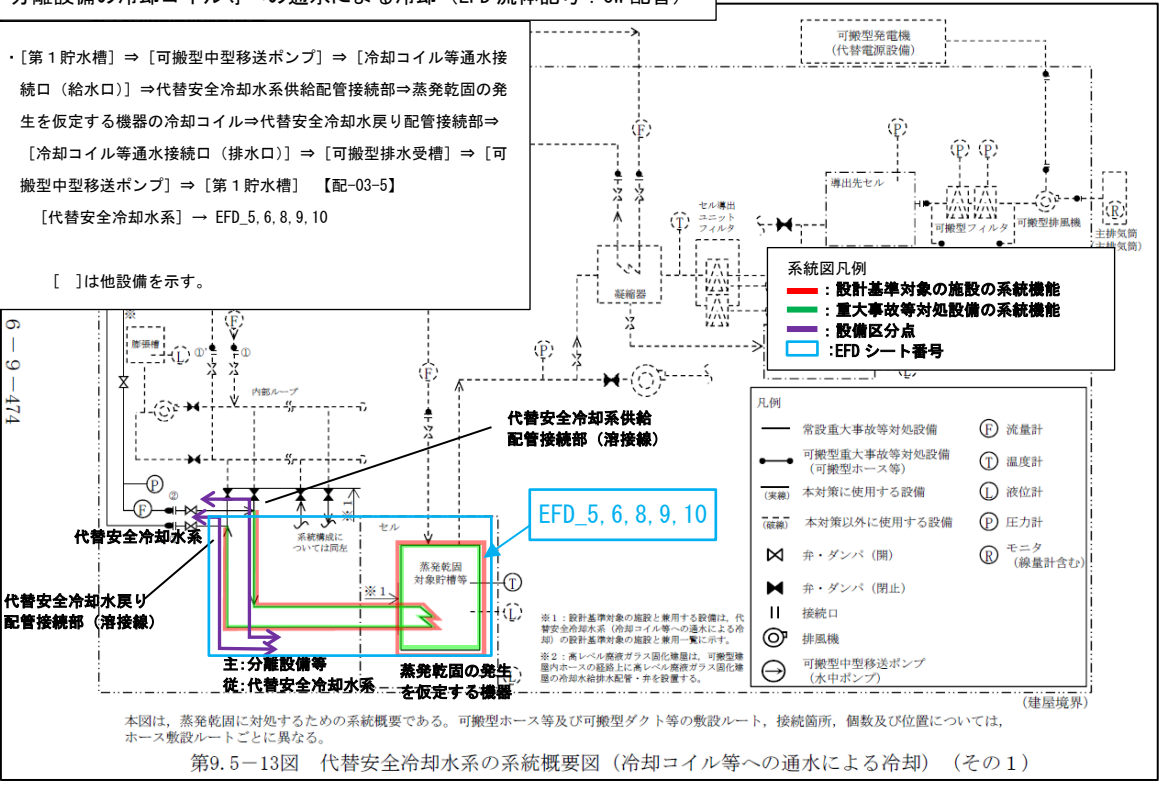 分離設備の冷却コイル等への通水による冷却（EFD 流体記号：CW 配管）
・[第１貯水槽] ⇒ [可搬型中型移送ポンプ] ⇒ [冷却コイル等通水接
続口（給水口）] ⇒代替安全冷却水系供給配管接続部⇒蒸発乾固の発
生を仮定する機器の冷却コイル⇒代替安全冷却水戻り配管接続部⇒
[冷却コイル等通水接続口（排水口）] ⇒ [可搬型排水受槽] ⇒ [可
搬型中型移送ポンプ] ⇒ [第１貯水槽] 【配-03-5】
[代替安全冷却水系] → EFD_5,6,8,9,10
[ ]は他設備を示す。
可搬型発電機
（代替電源設備）
F
P
P
P
導出先セル
セル導出
ユニット
フィルタ
T
可搬型フィルタ
可搬型排風機
R
主排気筒
（主排気筒）
凝縮器
系統図凡例
：設計基準対象の施設の系統機能
：重大事故等対処設備の系統機能
：設備区分点
：EFD シート番号
6－9－474
※
膨張槽
L
①
F
①
P
F
内部ループ
代替安全冷却系供給
配管接続部（溶接線）
P
F
②
※1
代替安全冷却水系
系統構成に
ついては同左
セル
EFD_5,6,8,9,10
蒸発乾固
対象貯槽等
※1
T
L
代替安全冷却水戻り
配管接続部（溶接線）
主：分離設備等
従：代替安全冷却水系
蒸発乾固の発生
を仮定する機器
L
※１：設計基準対象の施設と兼用する設備は，代
替安全冷却水系（冷却コイル等への通水による冷
却）の設計基準対象の施設と兼用一覧に示す。
※２：高レベル廃液ガラス固化建屋は，可搬型建
屋内ホースの経路上に高レベル廃液ガラス固化建
屋の冷却水給排水配管・弁を設置する。
凡例
常設重大事故等対処設備
可搬型重大事故等対処設備
（可搬型ホース等）
（実線）
本対策に使用する設備
（破線）
本対策以外に使用する設備
弁・ダンパ（開）
弁・ダンパ（閉止）
接続口
排風機
可搬型中型移送ポンプ
（水中ポンプ）
F 流量計
T 温度計
L 液位計
P 圧力計
R モニタ
（線量計含む）
（建屋境界）
本図は，蒸発乾固に対処するための系統概要である。可搬型ホース等及び可搬型ダクト等の敷設ルート，接続箇所，個数及び位置については，
ホース敷設ルートごとに異なる。
第9.5－13図 代替安全冷却水系の系統概要図（冷却コイル等への通水による冷却）（その１）